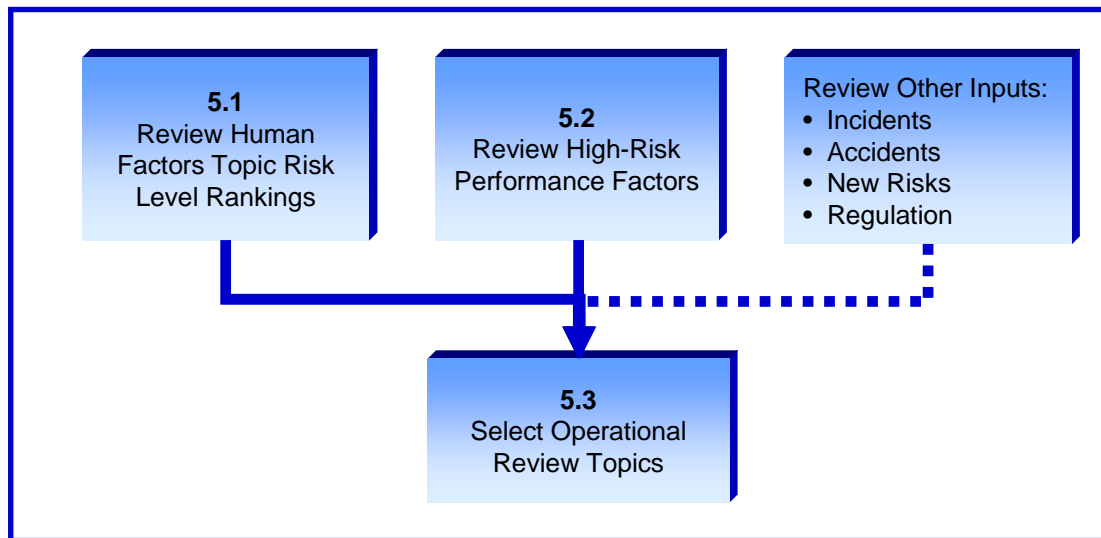 5.1
Review Human
Factors Topic Risk
Level Rankings
5.2
Review High-Risk
Performance Factors
Review Other Inputs:
• Incidents
• Accidents
• New Risks
• Regulation
5.3
Select Operational
Review Topics